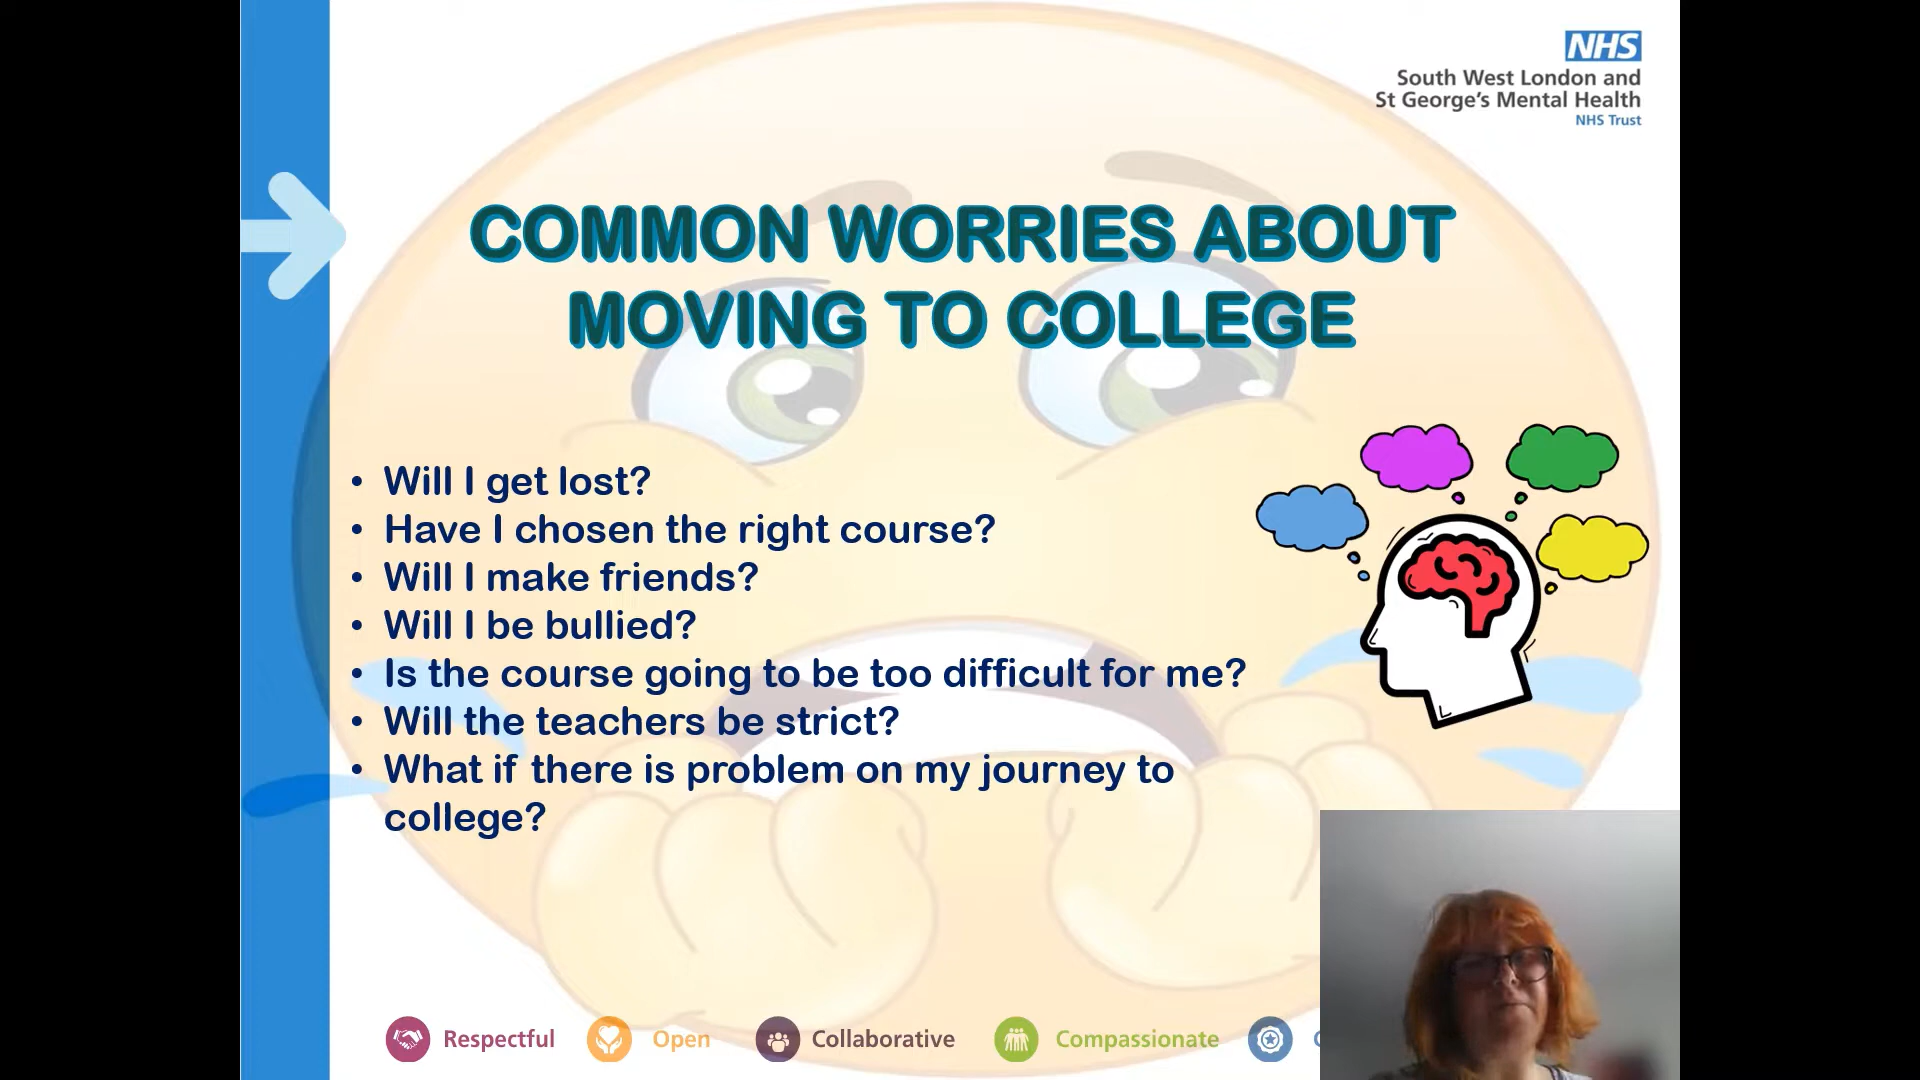 NHS
South West London and
St George's Mental Health
NHS Trust
COMMON WORRIES ABOUT
MOVING TO COLLEGE
• Will I get lost?
• Have I chosen the right course?
• Will I make friends?
• Will I be bullied?
• Is the course going to be too difficult for me?
• Will the teachers be strict?
• What if there is problem on my journey to
college?
Respectful Open Collaborative Compassionate